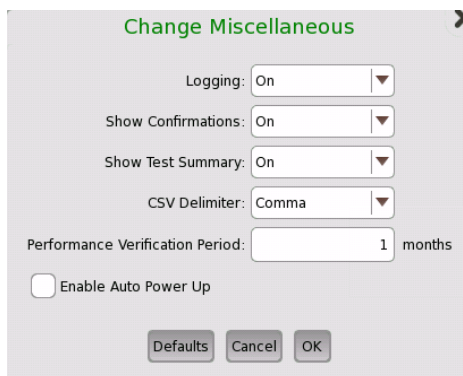 Change Miscellaneous
Logging: On
Show Confirmations: On
Show Test Summary: On
CSV Delimiter: Comma
Performance Verification Period: 1 months
Enable Auto Power Up
Defaults Cancel OK